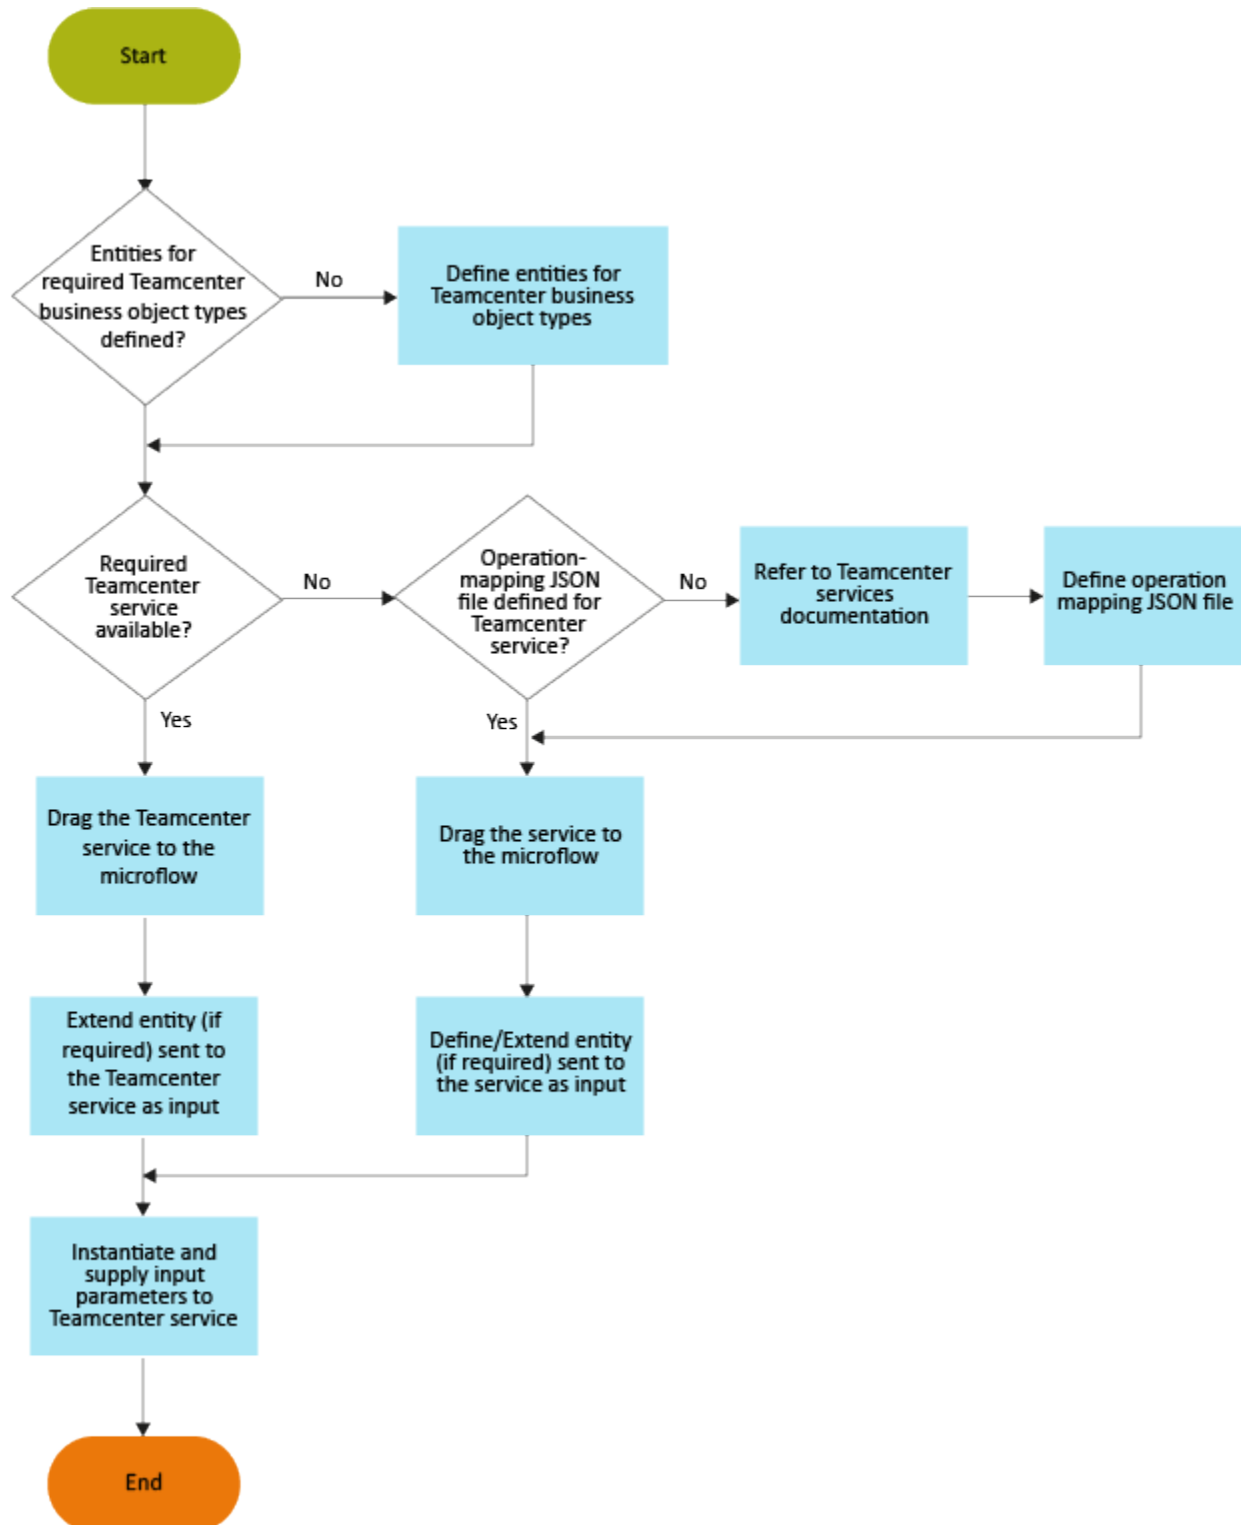 Start
Entities for
required Teamcenter
business object types
defined?
No
Define entities for
Teamcenter business
object types
Required
Teamcenter
service
available?
No
Operation-
mapping JSON
file defined for
Teamcenter
service?
No
Refer to Teamcenter
services
documentation
Define operation
mapping JSON file
Yes
Yes
Drag the Teamcenter
service to the
microflow
Drag the service to
the microflow
Extend entity (if
required) sent to
the Teamcenter
service as input
Define/Extend entity
(if required) sent to
the service as input
Instantiate and
supply input
parameters to
Teamcenter service
End